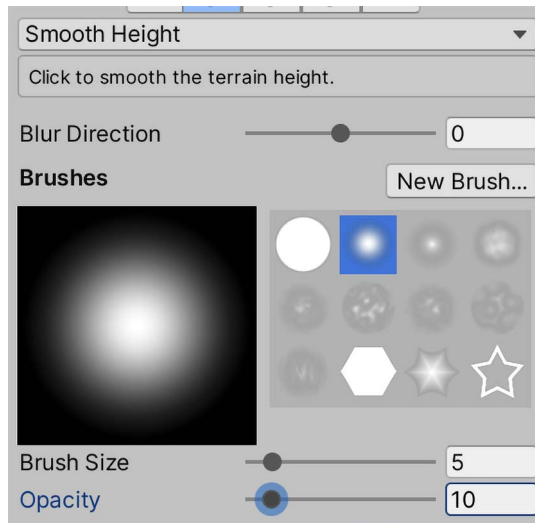 Smooth Height
Click to smooth the terrain height.
Blur Direction 0
Brushes New Brush...
Brush Size 5
Opacity 10